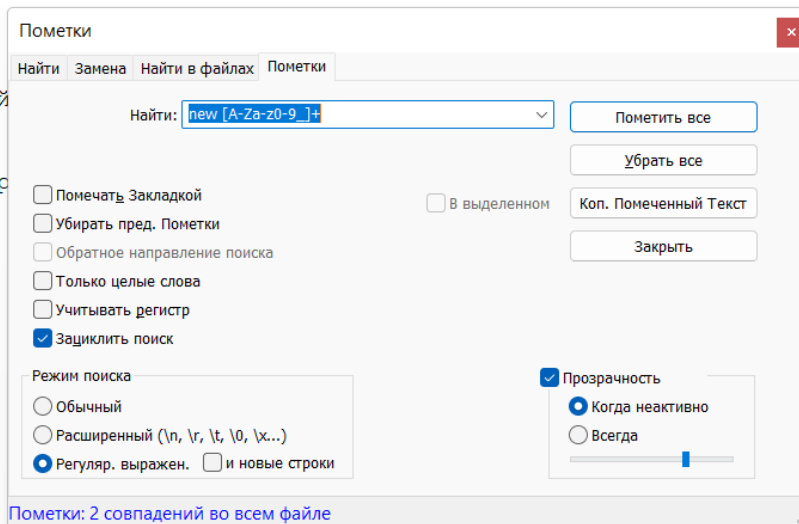 Пометки
Найти Замена Найти в файлах Пометки
Найти: new [A-Za-z0-9_]+
Пометить все
Убрать все
Помечать Закладкой
В выделенном
Коп. Помеченный Текст
Убирать пред. Пометки
Обратное направление поиска
Закрыть
Только целые слова
Учитывать регистр
Зациклить поиск
Режим поиска
Обычный
Расширенный (\n, \r, \t, \0, \x...)
Регуляр. выражен. и новые строки
Прозрачность
Когда неактивно
Всегда
Пометки: 2 совпадений во всем файле